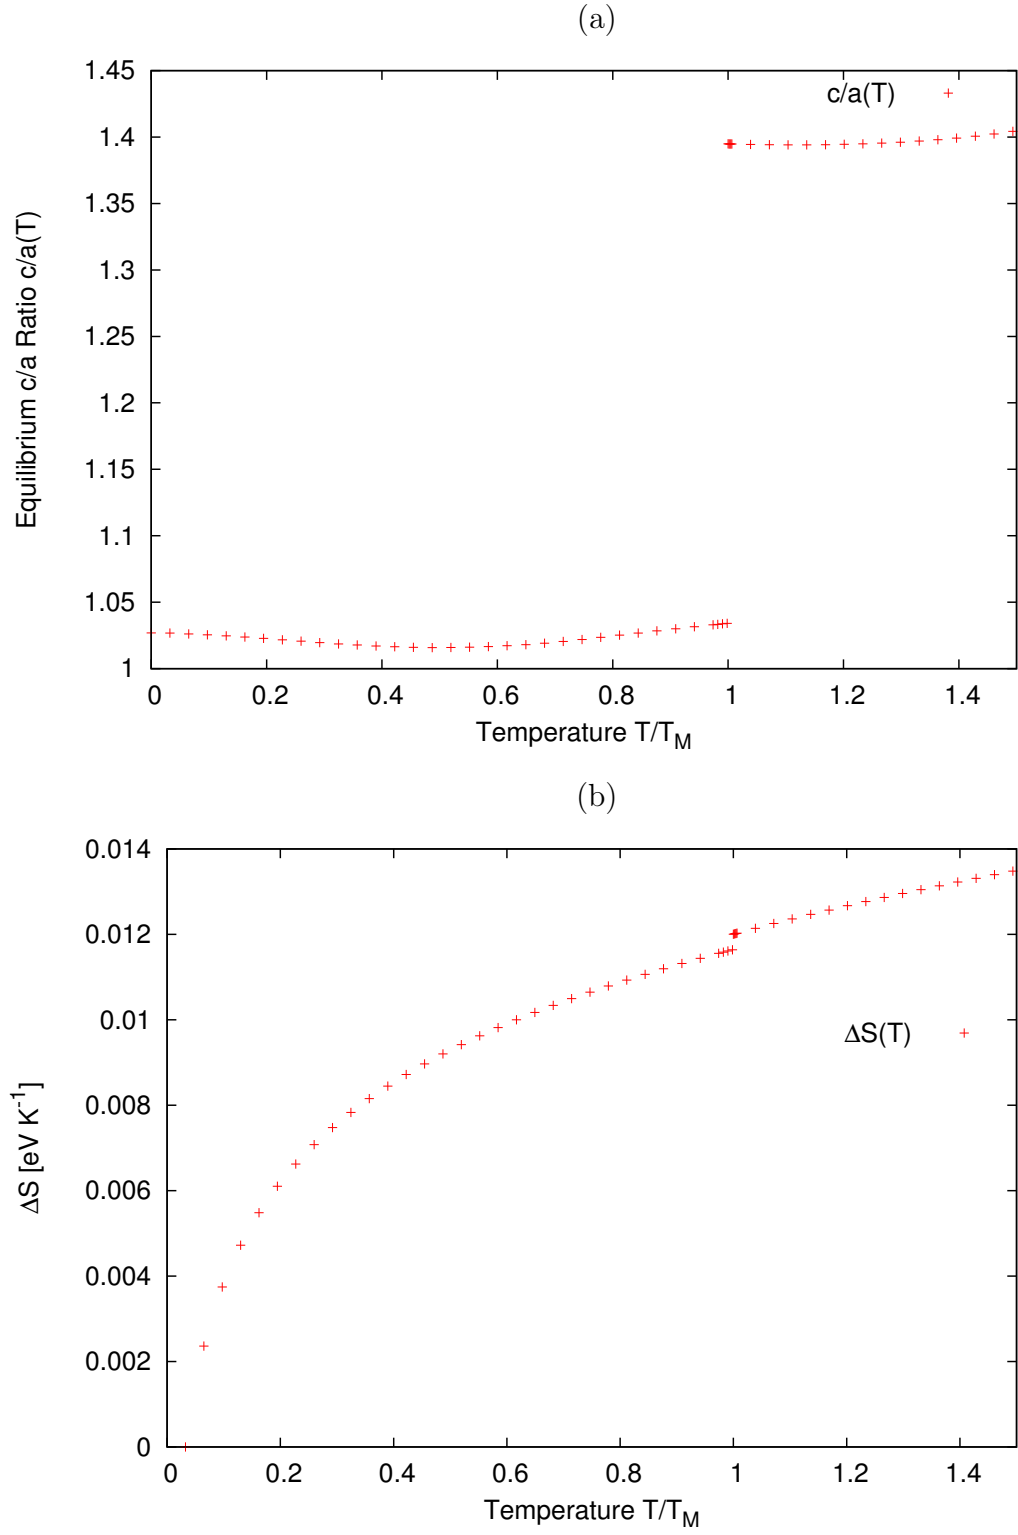 (a)
1.45
c/a(T)
1.4
1.35
1.3
1.25
1.2
1.15
1.1
1.05
1
Equilibrium c/a Ratio c/a(T)
0 0.2 0.4 0.6 0.8 1 1.2 1.4
Temperature T/T_M
(b)
0.014
0.012
0.01
ΔS(T)
0.008
0.006
0.004
0.002
0
ΔS [eV K⁻¹]
0 0.2 0.4 0.6 0.8 1 1.2 1.4
Temperature T/T_M